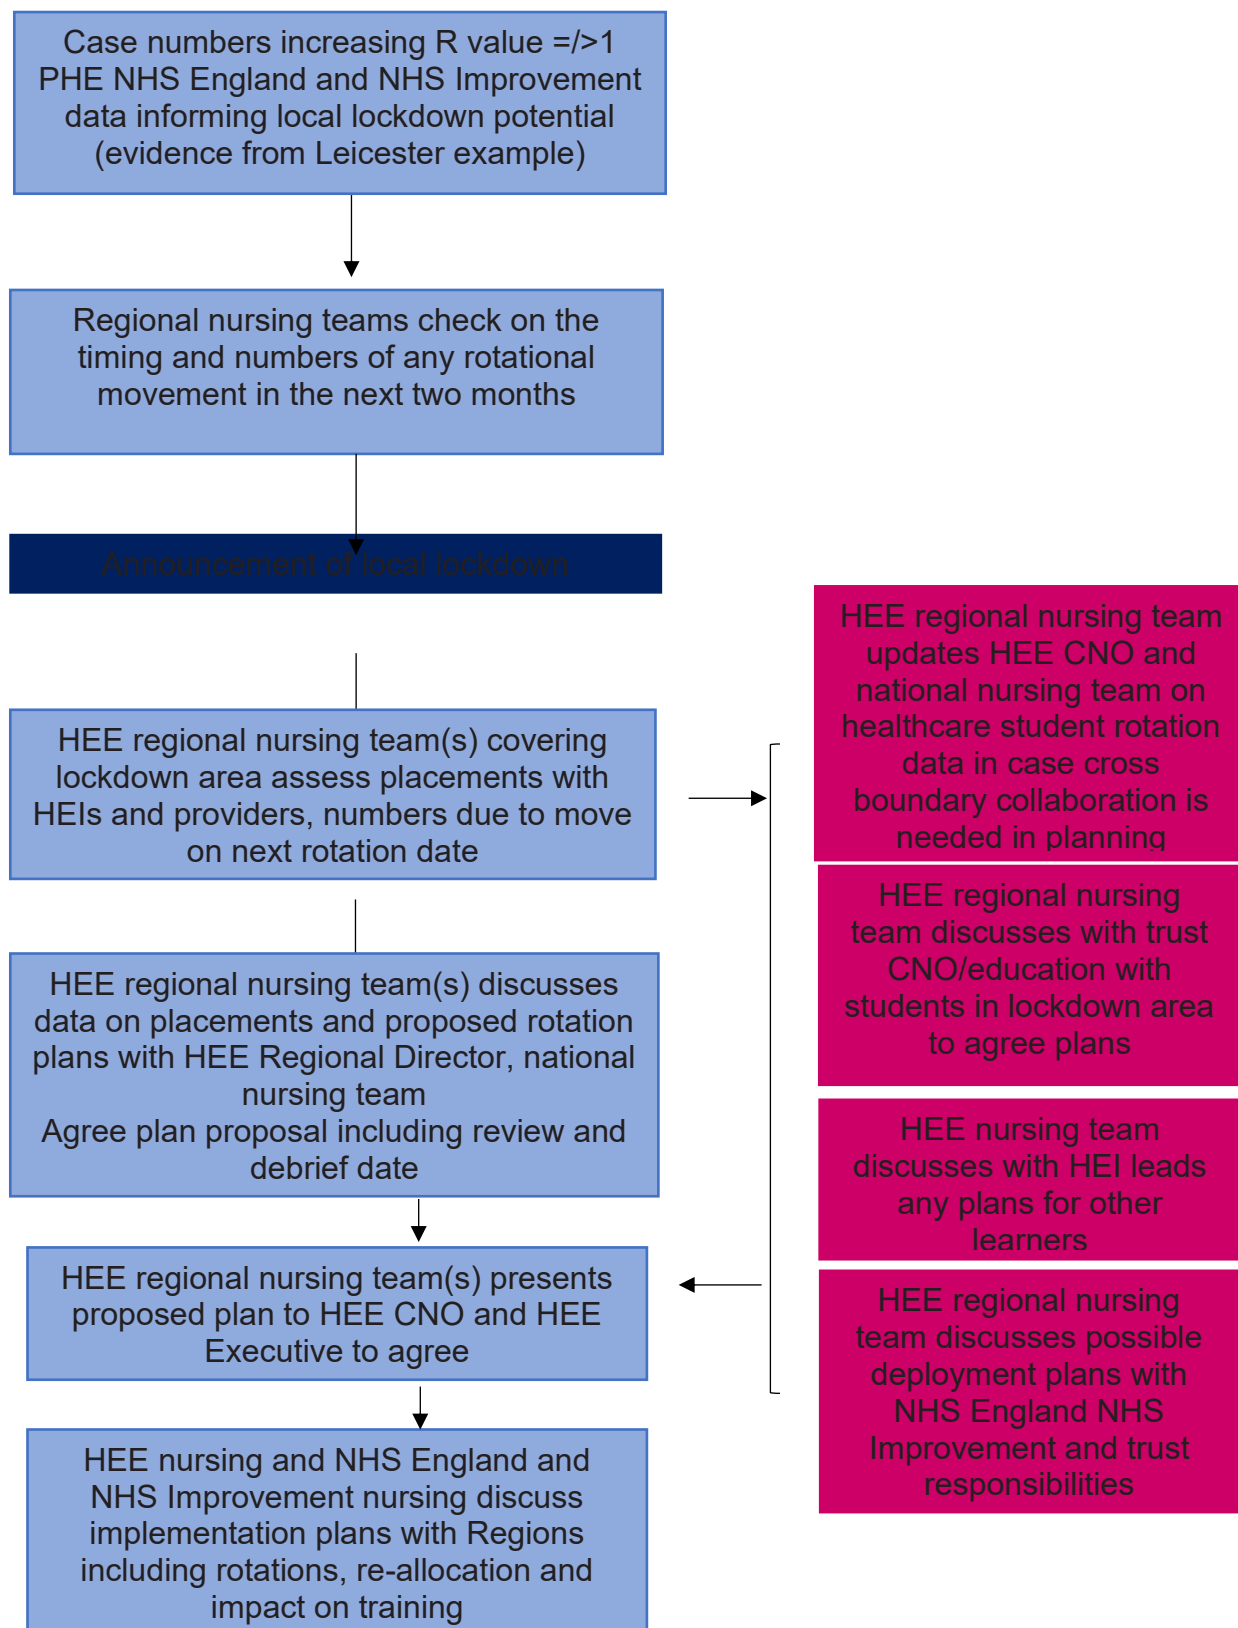 Case numbers increasing R value =/>1
PHE NHS England and NHS Improvement
data informing local lockdown potential
(evidence from Leicester example)
Regional nursing teams check on the
timing and numbers of any rotational
movement in the next two months
Announcement of local lockdown
HEE regional nursing team(s) covering
lockdown area assess placements with
HEIs and providers, numbers due to move
on next rotation date
HEE regional nursing team(s) discusses
data on placements and proposed rotation
plans with HEE Regional Director, national
nursing team
Agree plan proposal including review and
debrief date
HEE regional nursing team(s) presents
proposed plan to HEE CNO and HEE
Executive to agree
HEE nursing and NHS England and
NHS Improvement nursing discuss
implementation plans with Regions
including rotations, re-allocation and
impact on training
HEE regional nursing team
updates HEE CNO and
national nursing team on
healthcare student rotation
data in case cross
boundary collaboration is
needed in planning
HEE regional nursing
team discusses with trust
CNO/education with
students in lockdown area
to agree plans
HEE nursing team
discusses with HEI leads
any plans for other
learners
HEE regional nursing
team discusses possible
deployment plans with
NHS England NHS
Improvement and trust
responsibilities